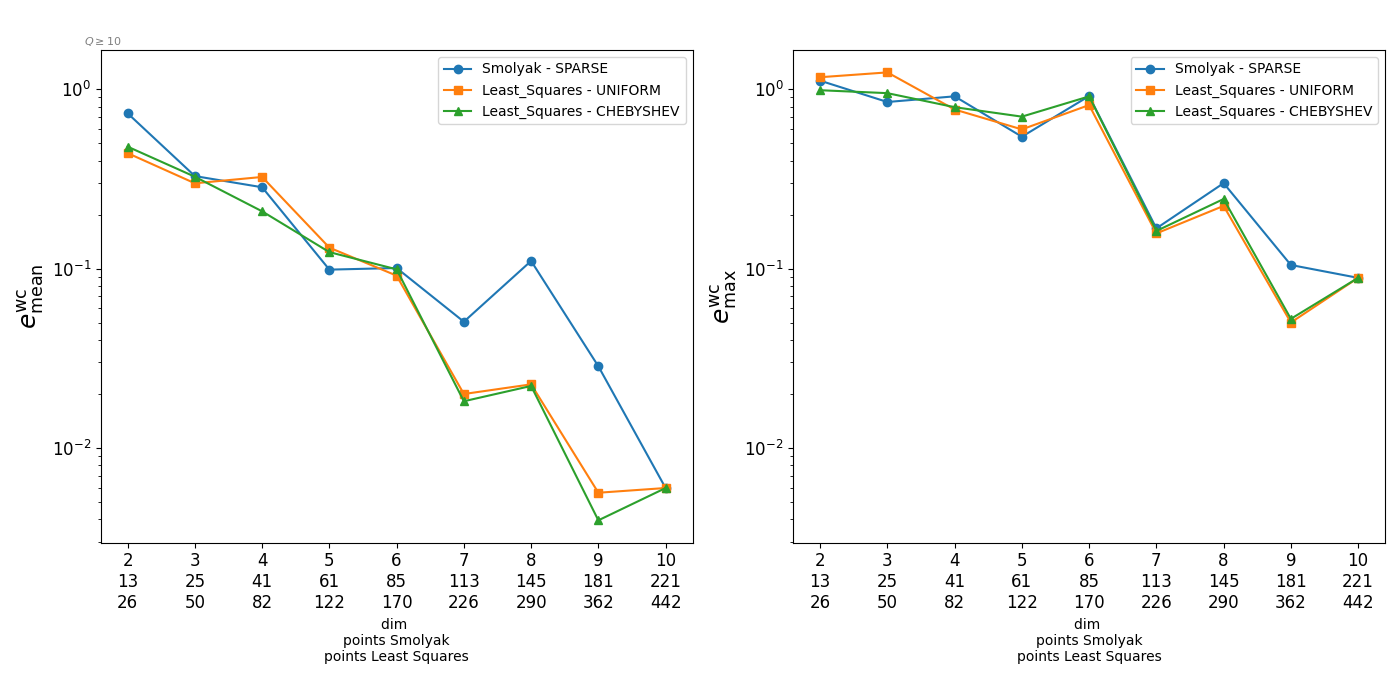 Q ≥ 10
Smolyak - SPARSE
Least_Squares - UNIFORM
Least_Squares - CHEBYSHEV
10⁰
10⁻¹
10⁻²
e^wc_mean
2 3 4 5 6 7 8 9 10
13 25 41 61 85 113 145 181 221
26 50 82 122 170 226 290 362 442
dim
points Smolyak
points Least Squares
Smolyak - SPARSE
Least_Squares - UNIFORM
Least_Squares - CHEBYSHEV
10⁰
10⁻¹
10⁻²
e^wc_max
2 3 4 5 6 7 8 9 10
13 25 41 61 85 113 145 181 221
26 50 82 122 170 226 290 362 442
dim
points Smolyak
points Least Squares